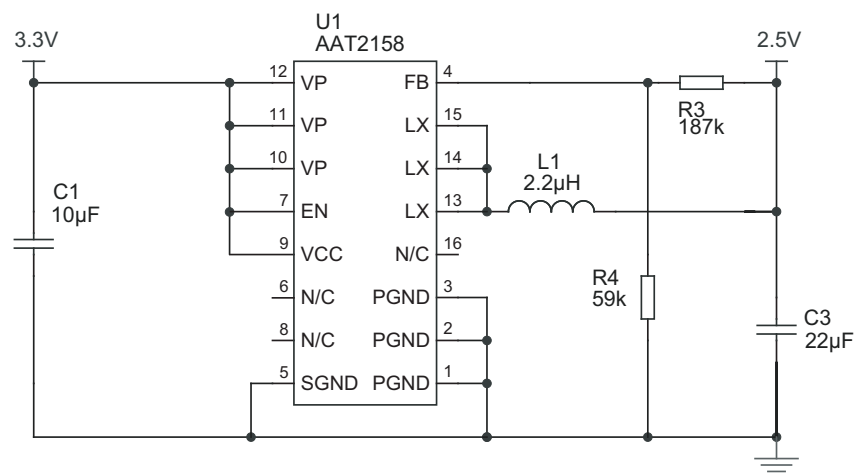 U1
AAT2158
3.3V
2.5V
12 VP
FB 4
R3
187k
11 VP
LX 15
10 VP
LX 14
L1
2.2µH
C1
10µF
7 EN
LX 13
9 VCC
N/C 16
6 N/C
PGND 3
R4
59k
8 N/C
PGND 2
C3
22µF
5 SGND
PGND 1